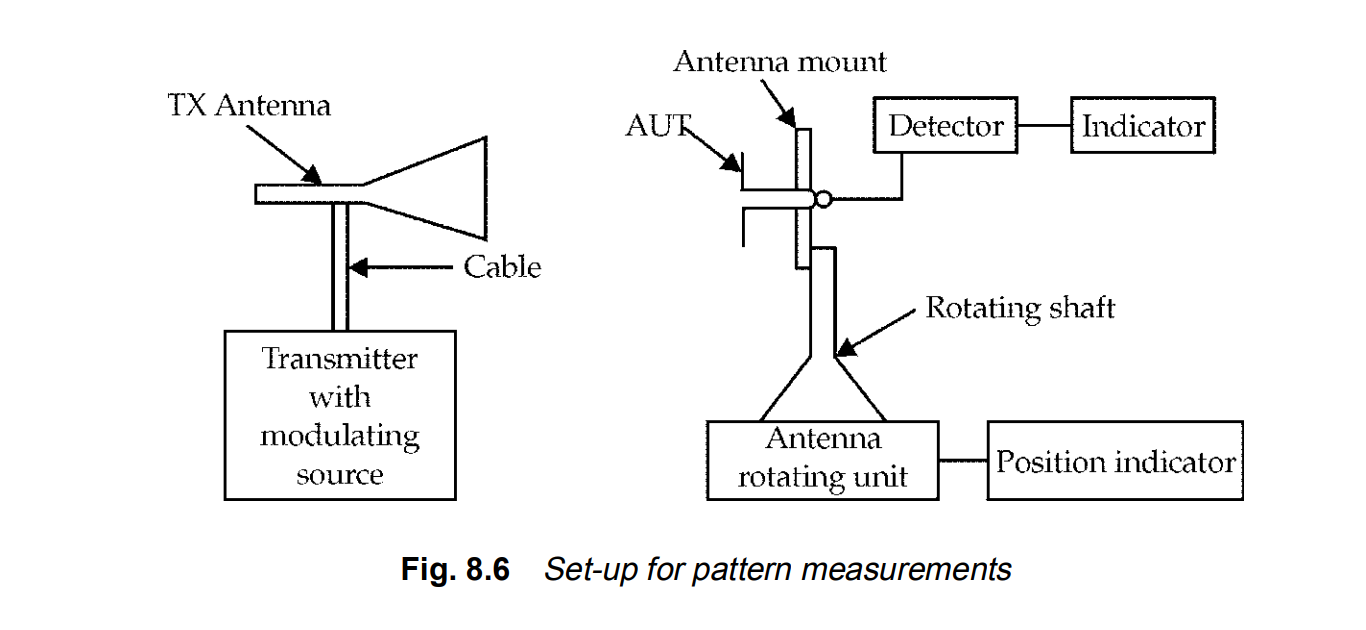 Antenna mount
TX Antenna
AUT
Detector
Indicator
Cable
Rotating shaft
Transmitter
with
modulating
source
Antenna
rotating unit
Position indicator
Fig. 8.6 Set-up for pattern measurements